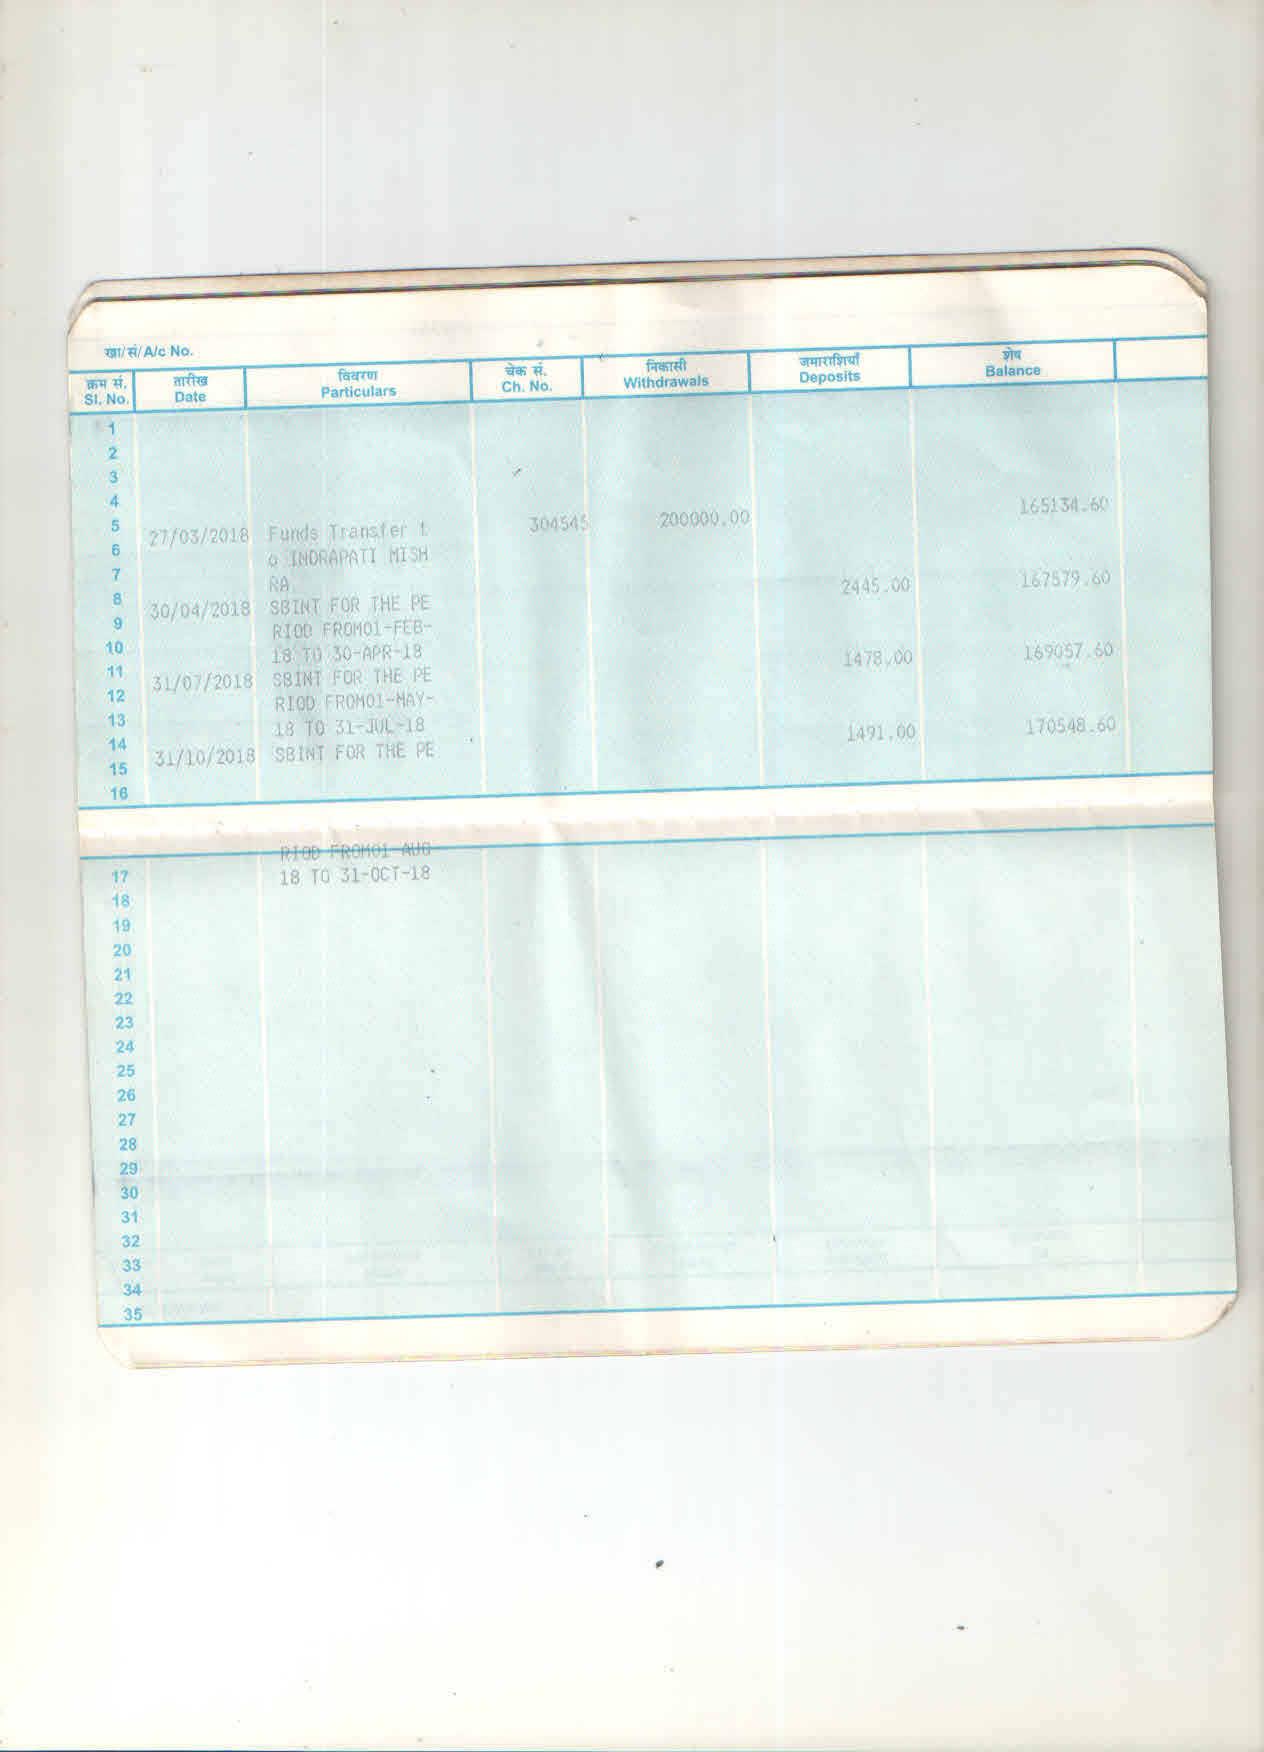 खा/सं/A/c No.
क्रम सं. तारीख विवरण चेक सं. निकासी जमाराशियाँ शेष
Sl. No. Date Particulars Ch. No. Withdrawals Deposits Balance
1
2
3
4
5 27/03/2018 Funds Transfer t 304545 200000.00 165134.60
6 o INDRAPATI MISH
7 RA
8 30/04/2018 SBINT FOR THE PE 2445.00 167579.60
9 RIOD FROM01-FEB-
10 18 TO 30-APR-18
11 31/07/2018 SBINT FOR THE PE 1478.00 169057.60
12 RIOD FROM01-MAY-
13 18 TO 31-JUL-18
14 31/10/2018 SBINT FOR THE PE 1491.00 170548.60
15
16
RIOD FROM01-AUG-
17 18 TO 31-OCT-18
18
19
20
21
22
23
24
25
26
27
28
29
30
31
32
33
34
35